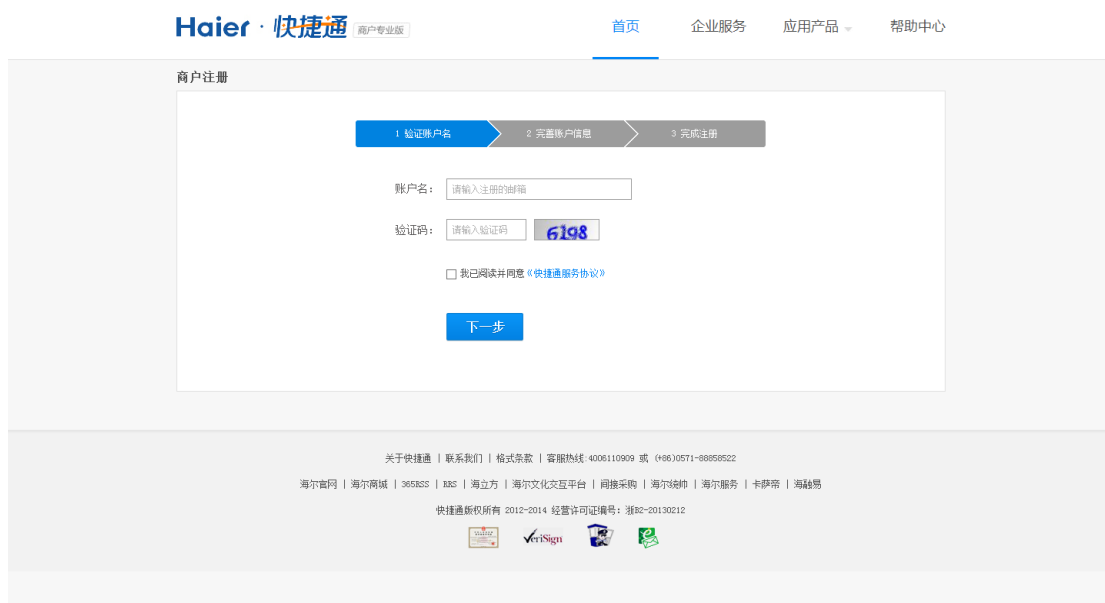 Haier · 快捷通 商户专业版 首页 企业服务 应用产品 帮助中心
商户注册
1 验证账户名 2 完善账户信息 3 完成注册
账户名： 请输入注册的邮箱
验证码： 请输入验证码 6198
我已阅读并同意《快捷通服务协议》
下一步
关于快捷通 | 联系我们 | 格式条款 | 客服热线:4006110909 或 (+86)0571-88858522
海尔官网 | 海尔商城 | 365RSS | RRS | 海立方 | 海尔文化交互平台 | 间接采购 | 海尔统帅 | 海尔服务 | 卡萨帝 | 海融易
快捷通版权所有 2012-2014 经营许可证编号：浙B2-20130212
VeriSign